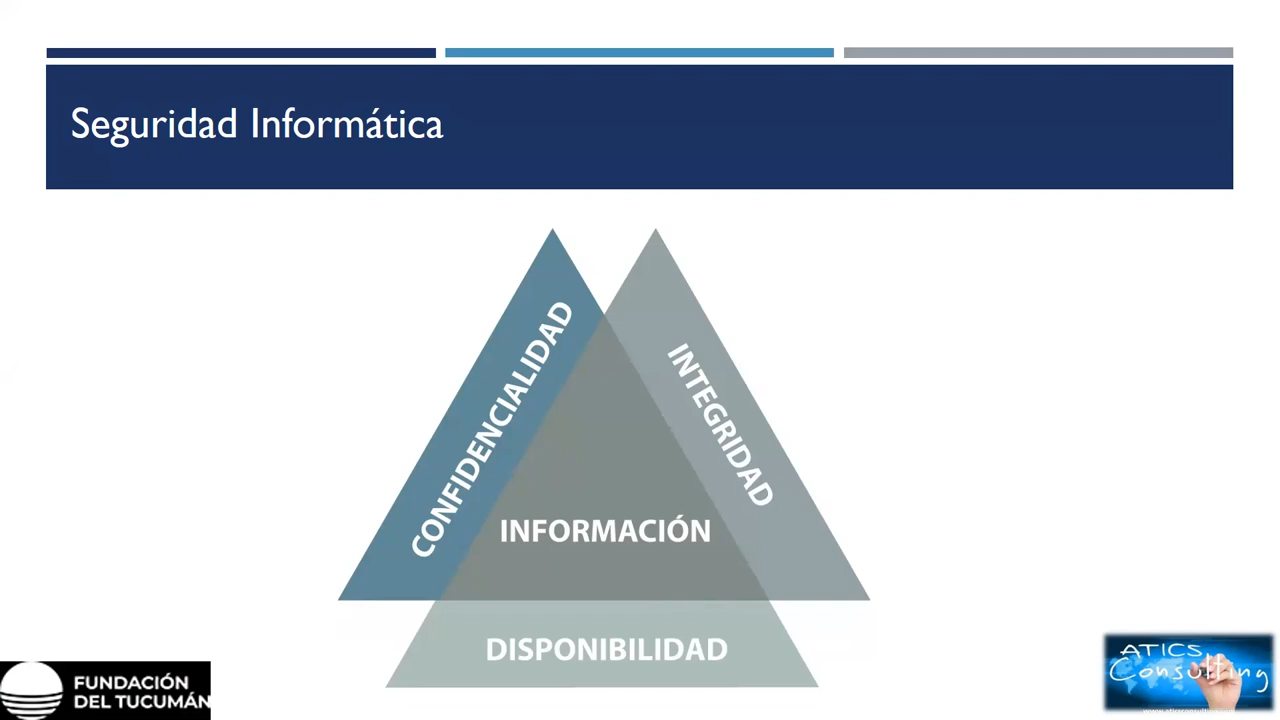 Seguridad Informática
CONFIDENCIALIDAD
INTEGRIDAD
INFORMACIÓN
DISPONIBILIDAD
FUNDACIÓN
DEL TUCUMÁN
ATICS
Consulting